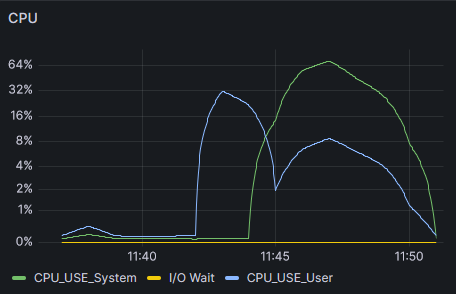 CPU
64%
32%
16%
8%
4%
2%
1%
0%
11:40 11:45 11:50
CPU_USE_System I/O Wait CPU_USE_User